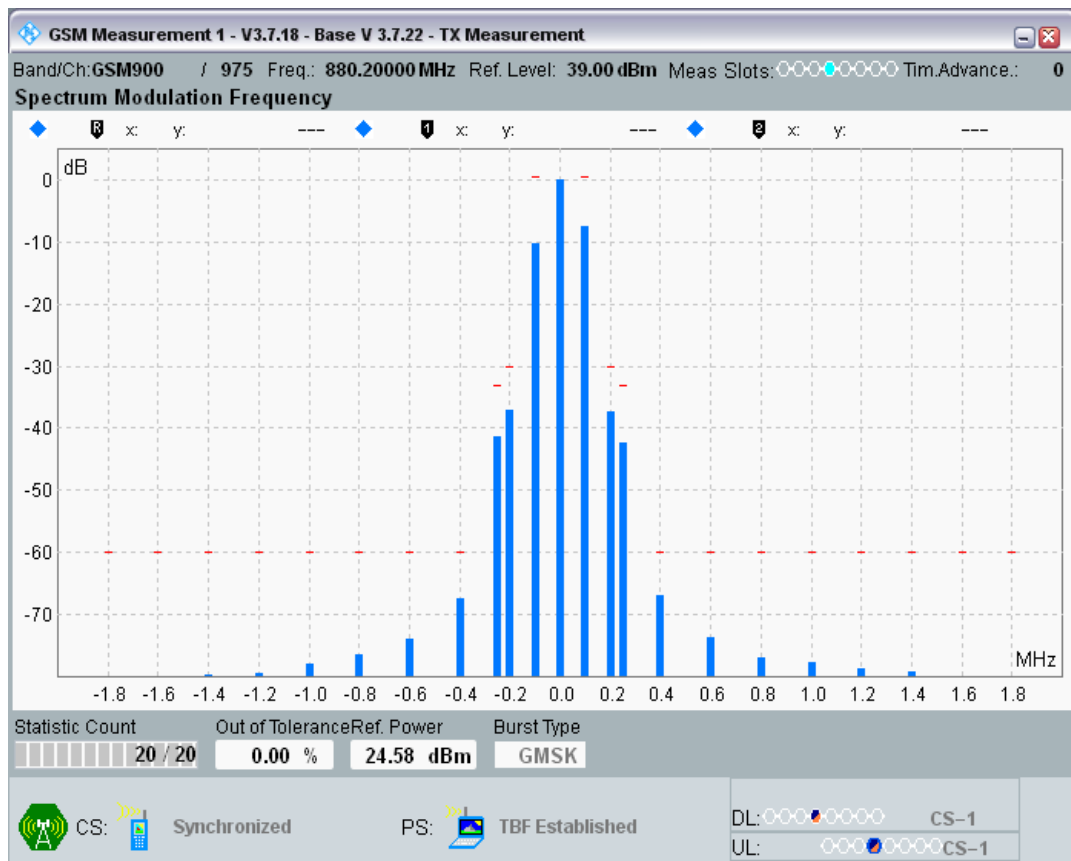 GSM Measurement 1 - V3.7.18 - Base V 3.7.22 - TX Measurement
Band/Ch:GSM900 / 975 Freq.: 880.20000 MHz Ref. Level: 39.00 dBm Meas Slots: Tim.Advance.: 0
Spectrum Modulation Frequency
R x: y: --- 1 x: y: --- 2 x: y: ---
dB
0
-10
-20
-30
-40
-50
-60
-70
MHz
-1.8 -1.6 -1.4 -1.2 -1.0 -0.8 -0.6 -0.4 -0.2 0.0 0.2 0.4 0.6 0.8 1.0 1.2 1.4 1.6 1.8
Statistic Count Out of Tolerance Ref. Power Burst Type
20 / 20 0.00 % 24.58 dBm GMSK
CS: Synchronized PS: TBF Established
DL: CS-1
UL: CS-1